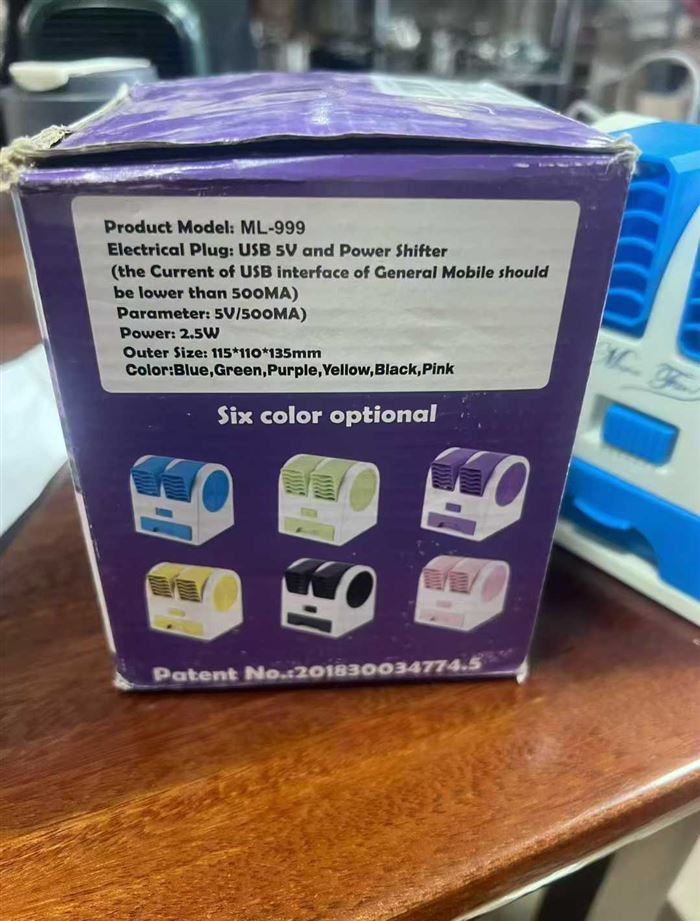 Product Model: ML-999
Electrical Plug: USB 5V and Power Shifter
(the Current of USB interface of General Mobile should
be lower than 500MA)
Parameter: 5V/500MA)
Power: 2.5W
Outer Size: 115*110*135mm
Color:Blue,Green,Purple,Yellow,Black,Pink
Six color optional
Patent No.:201830034774.5